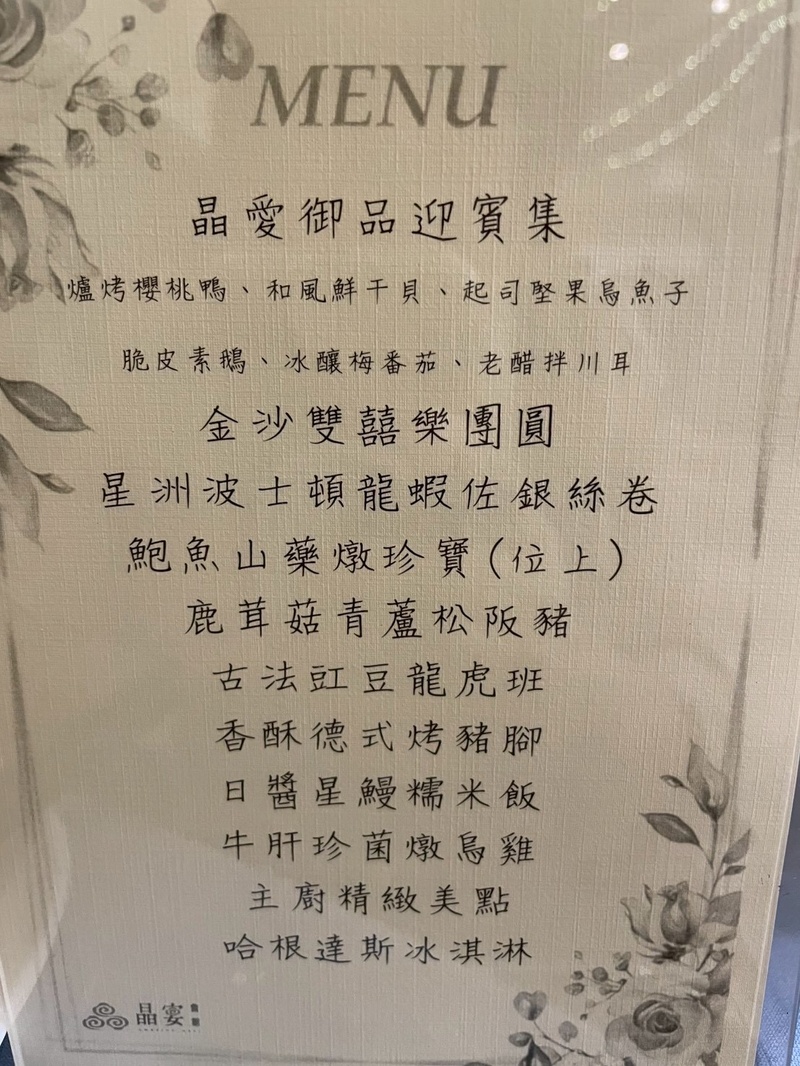 MENU
晶愛御品迎賓集
爐烤櫻桃鴨、和風鮮干貝、起司堅果烏魚子
脆皮素鵝、冰釀梅番茄、老醋拌川耳
金沙雙囍樂團圓
星洲波士頓龍蝦佐銀絲卷
鮑魚山藥燉珍寶(位上)
鹿茸菇青蘆松阪豬
古法豇豆龍虎班
香酥德式烤豬腳
日醬星鰻糯米飯
牛肝珍菌燉烏雞
主廚精緻美點
哈根達斯冰淇淋
晶宴